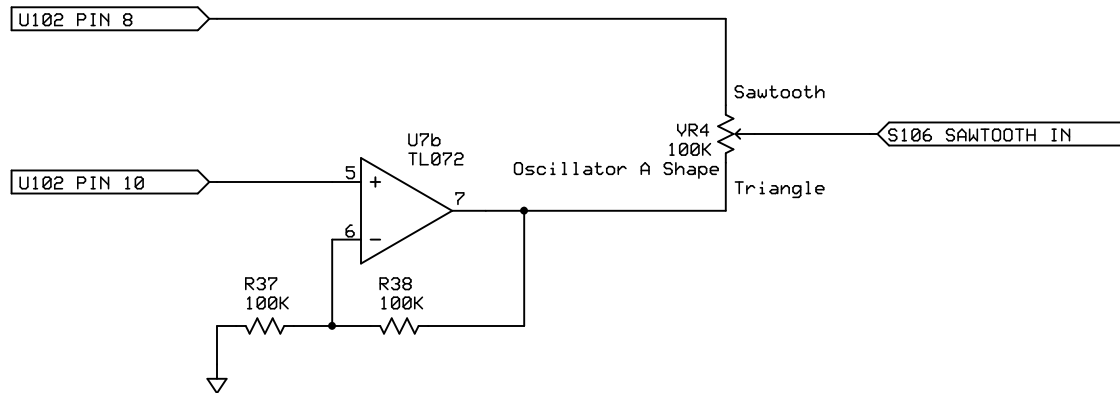 U102 PIN 8
Sawtooth
VR4
100K
S106 SAWTOOTH IN
Oscillator A Shape
Triangle
U7b
TL072
U102 PIN 10
5
+
7
6
−
R37
100K
R38
100K